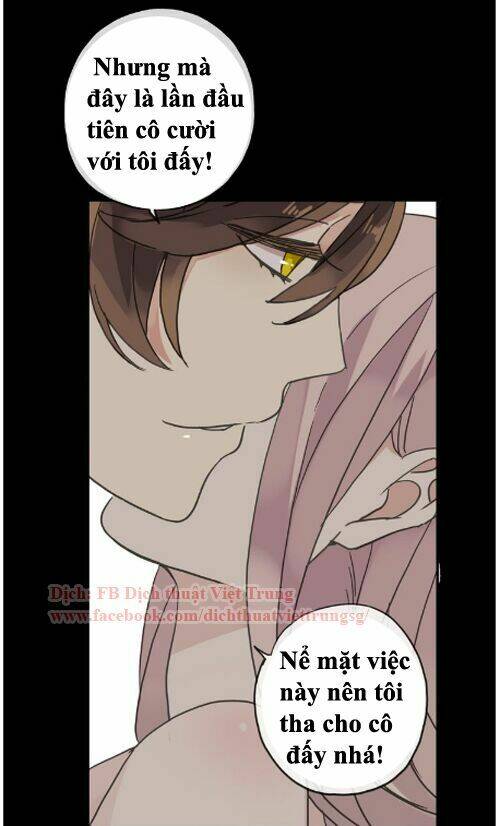 Nhưng mà
đây là lần đầu
tiên cô cười
với tôi đấy!
Dịch: FB Dịch thuật Việt Trung
www.facebook.com/dichthuatviettrungsg/
Nể mặt việc
này nên tôi
tha cho cô
đấy nhá!